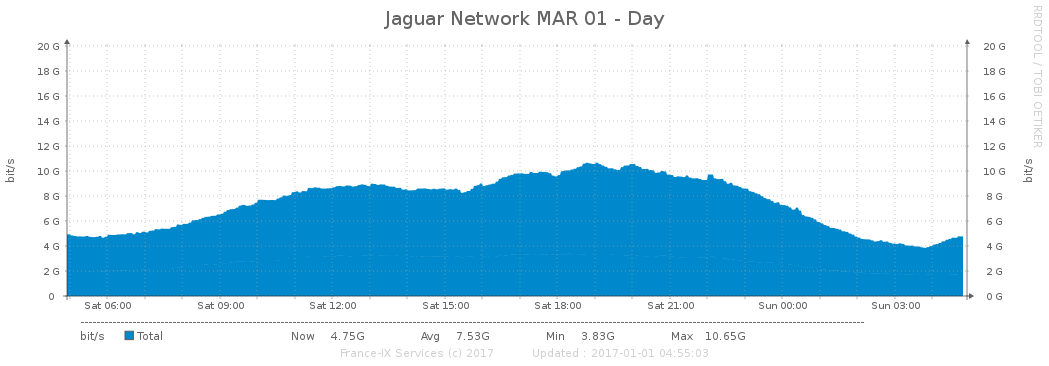 Jaguar Network MAR 01 - Day
RRDTOOL / TOBI OETIKER
bit/s
20 G 20 G
18 G 18 G
16 G 16 G
14 G 14 G
12 G 12 G
10 G 10 G
8 G 8 G
6 G 6 G
4 G 4 G
2 G 2 G
0 0 G
bit/s
Sat 06:00 Sat 09:00 Sat 12:00 Sat 15:00 Sat 18:00 Sat 21:00 Sun 00:00 Sun 03:00
bit/s Total Now 4.75G Avg 7.53G Min 3.83G Max 10.65G
France-IX Services (c) 2017 Updated : 2017-01-01 04:55:03